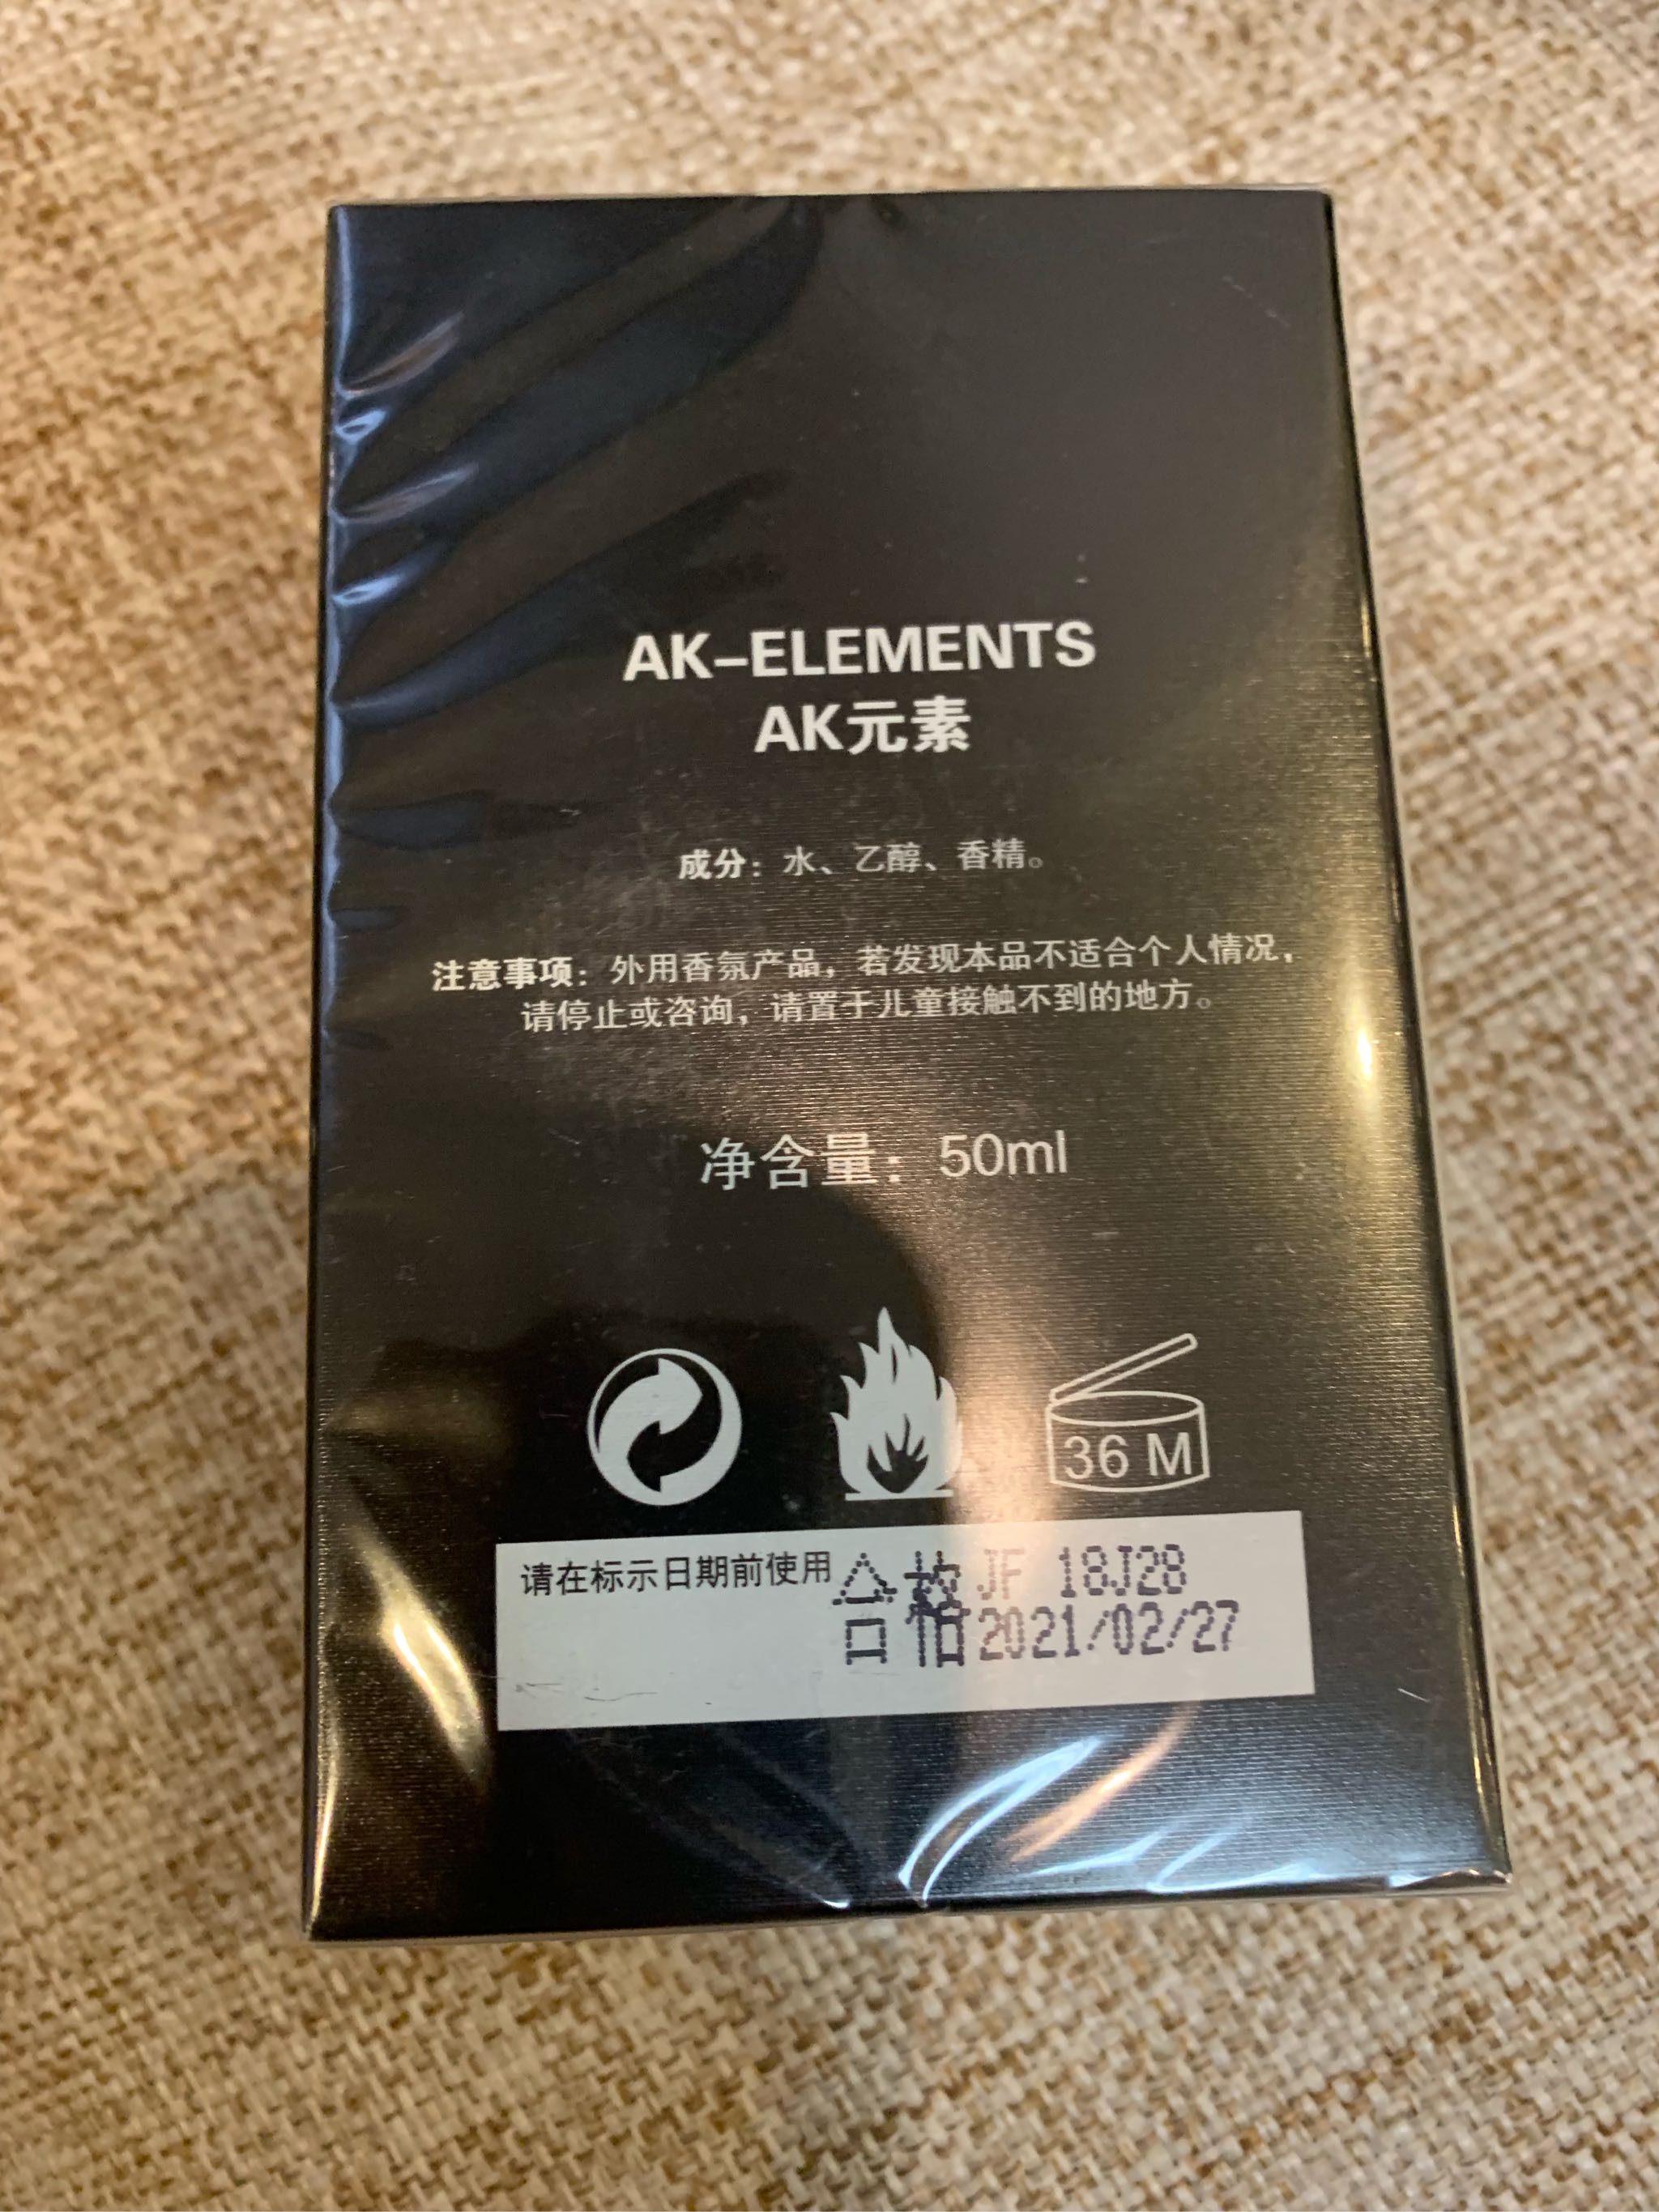 AK-ELEMENTS
AK元素
成分：水、乙醇、香精。
注意事项：外用香氛产品，若发现本品不适合个人情况，
请停止或咨询，请置于儿童接触不到的地方。
净含量：50ml
36 M
请在标示日期前使用 合格 JF 18J28
2021/02/27